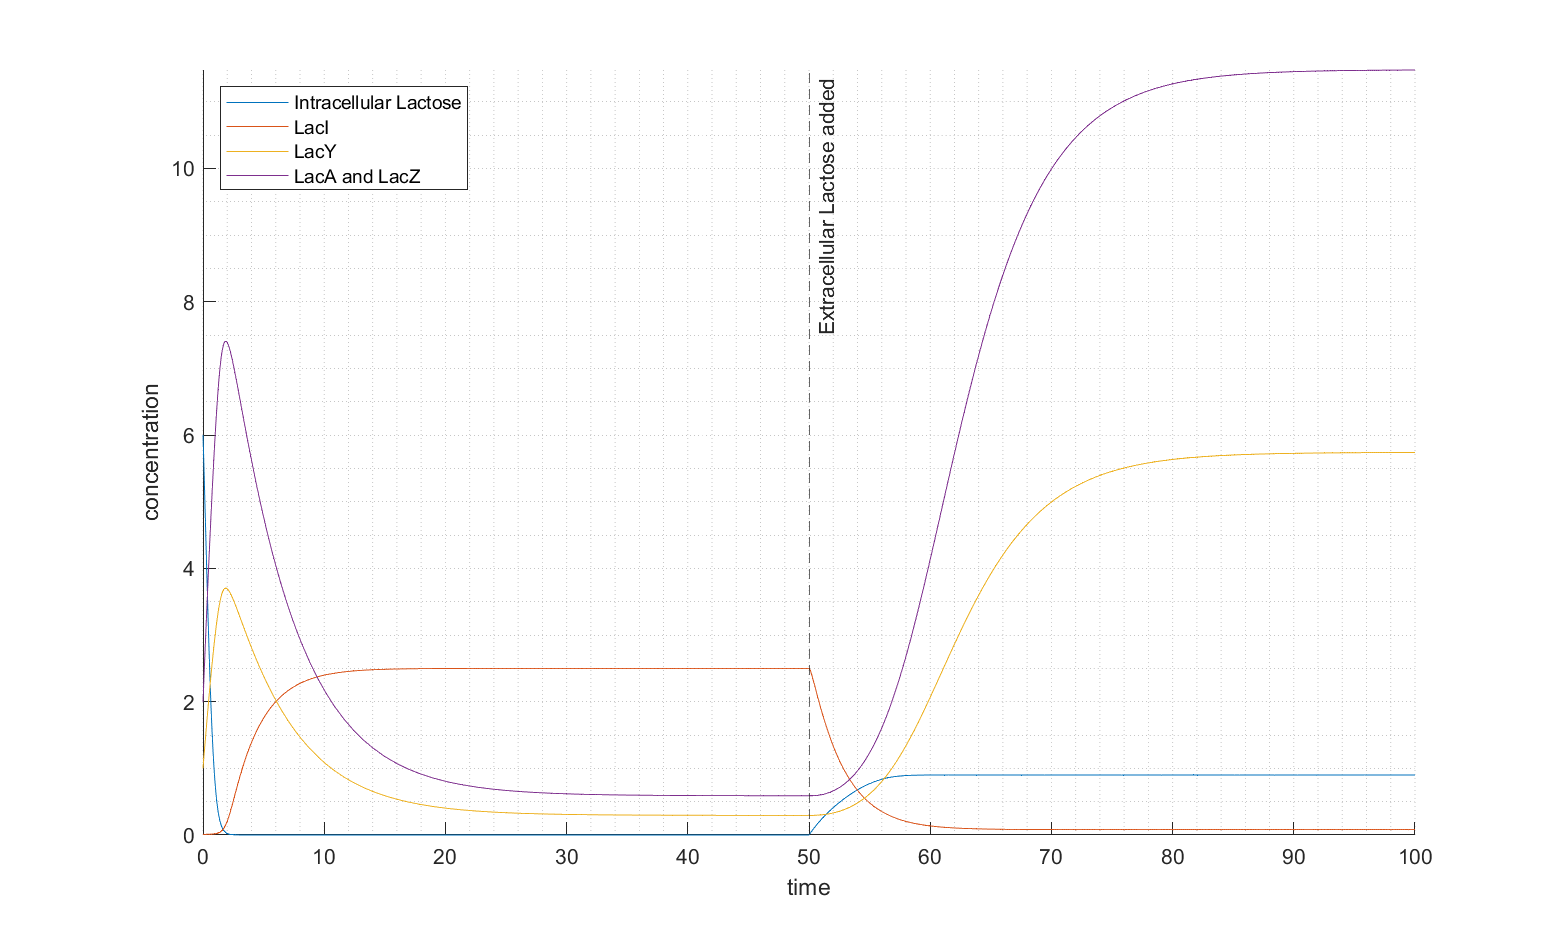 Intracellular Lactose
LacI
LacY
LacA and LacZ
Extracellular Lactose added
concentration
10
8
6
4
2
0
0 10 20 30 40 50 60 70 80 90 100
time